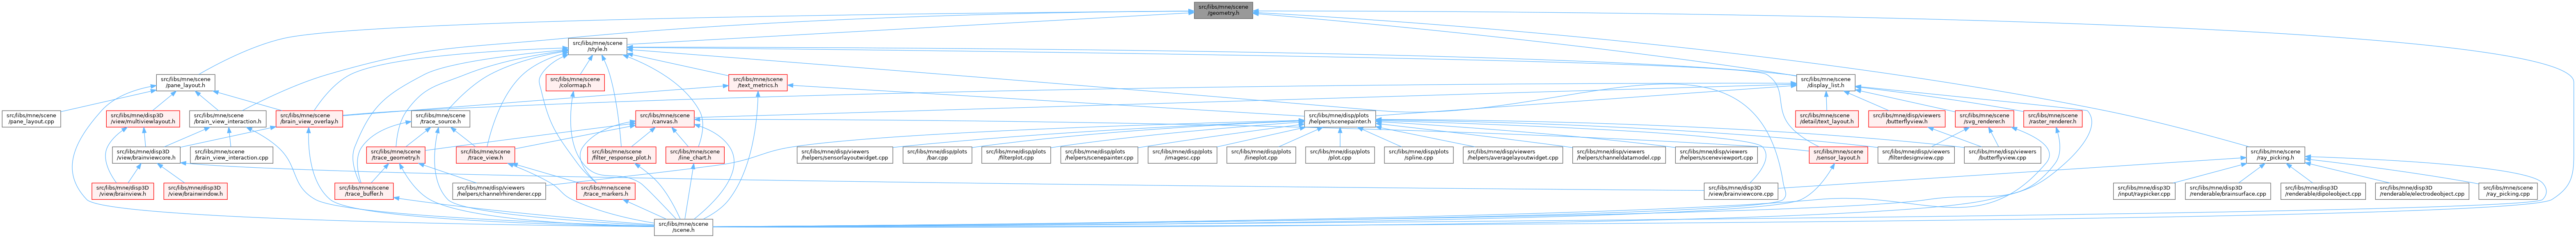 src/libs/mne/scene
/geometry.h
src/libs/mne/scene
/style.h
src/libs/mne/scene
/pane_layout.h
src/libs/mne/scene
/colormap.h
src/libs/mne/scene
/text_metrics.h
src/libs/mne/scene
/display_list.h
src/libs/mne/scene
/pane_layout.cpp
src/libs/mne/disp3D
/view/multiviewlayout.h
src/libs/mne/scene
/brain_view_interaction.h
src/libs/mne/scene
/brain_view_overlay.h
src/libs/mne/scene
/trace_source.h
src/libs/mne/scene
/canvas.h
src/libs/mne/disp/plots
/helpers/scenepainter.h
src/libs/mne/scene
/detail/text_layout.h
src/libs/mne/disp/viewers
/butterflyview.h
src/libs/mne/scene
/svg_renderer.h
src/libs/mne/scene
/raster_renderer.h
src/libs/mne/disp3D
/view/brainviewcore.h
src/libs/mne/scene
/brain_view_interaction.cpp
src/libs/mne/scene
/trace_geometry.h
src/libs/mne/scene
/trace_view.h
src/libs/mne/scene
/filter_response_plot.h
src/libs/mne/scene
/line_chart.h
src/libs/mne/disp/viewers
/helpers/sensorlayoutwidget.cpp
src/libs/mne/disp/plots
/bar.cpp
src/libs/mne/disp/plots
/filterplot.cpp
src/libs/mne/disp/plots
/helpers/scenepainter.cpp
src/libs/mne/disp/plots
/imagesc.cpp
src/libs/mne/disp/plots
/lineplot.cpp
src/libs/mne/disp/plots
/plot.cpp
src/libs/mne/disp/plots
/spline.cpp
src/libs/mne/disp/viewers
/helpers/averagelayoutwidget.cpp
src/libs/mne/disp/viewers
/helpers/channeldatamodel.cpp
src/libs/mne/disp/viewers
/helpers/sceneviewport.cpp
src/libs/mne/scene
/sensor_layout.h
src/libs/mne/disp/viewers
/filterdesignview.cpp
src/libs/mne/disp/viewers
/butterflyview.cpp
src/libs/mne/scene
/ray_picking.h
src/libs/mne/disp3D
/view/brainview.h
src/libs/mne/disp3D
/view/brainwindow.h
src/libs/mne/scene
/trace_buffer.h
src/libs/mne/disp/viewers
/helpers/channelrhirenderer.cpp
src/libs/mne/scene
/trace_markers.h
src/libs/mne/disp3D
/view/brainviewcore.cpp
src/libs/mne/disp3D
/input/raypicker.cpp
src/libs/mne/disp3D
/renderable/brainsurface.cpp
src/libs/mne/disp3D
/renderable/dipoleobject.cpp
src/libs/mne/disp3D
/renderable/electrodeobject.cpp
src/libs/mne/scene
/ray_picking.cpp
src/libs/mne/scene
/scene.h